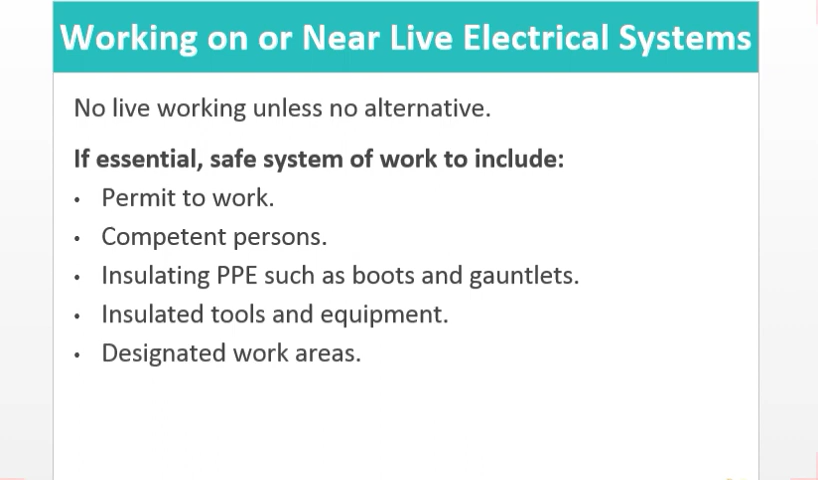 Working on or Near Live Electrical Systems
No live working unless no alternative.
If essential, safe system of work to include:
• Permit to work.
• Competent persons.
• Insulating PPE such as boots and gauntlets.
• Insulated tools and equipment.
• Designated work areas.